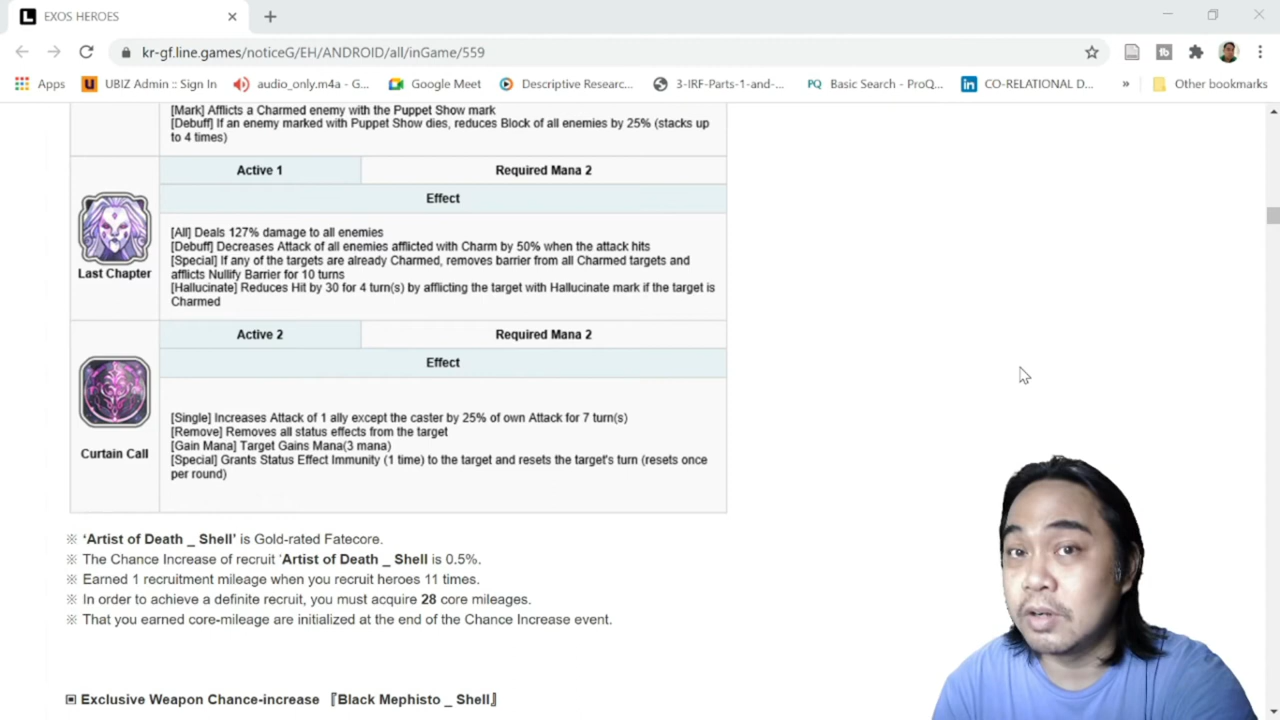 EXOS HEROES
kr-gf.line.games/noticeG/EH/ANDROID/all/inGame/559
Apps UBIZ Admin :: Sign In audio_only.m4a - G... Google Meet Descriptive Researc... 3-IRF-Parts-1-and-... PQ Basic Search - ProQ... CO-RELATIONAL D... » Other bookmarks
[Mark] Afflicts a Charmed enemy with the Puppet Show mark
[Debuff] If an enemy marked with Puppet Show dies, reduces Block of all enemies by 25% (stacks up
to 4 times)
Active 1 Required Mana 2
Effect
[All] Deals 127% damage to all enemies
[Debuff] Decreases Attack of all enemies afflicted with Charm by 50% when the attack hits
[Special] If any of the targets are already Charmed, removes barrier from all Charmed targets and
afflicts Nullify Barrier for 10 turns
[Hallucinate] Reduces Hit by 30 for 4 turn(s) by afflicting the target with Hallucinate mark if the target is
Charmed
Last Chapter
Active 2 Required Mana 2
Effect
[Single] Increases Attack of 1 ally except the caster by 25% of own Attack for 7 turn(s)
[Remove] Removes all status effects from the target
[Gain Mana] Target Gains Mana(3 mana)
[Special] Grants Status Effect Immunity (1 time) to the target and resets the target's turn (resets once
per round)
Curtain Call
※ ‘Artist of Death _ Shell’ is Gold-rated Fatecore.
※ The Chance Increase of recruit ‘Artist of Death _ Shell is 0.5%.
※ Earned 1 recruitment mileage when you recruit heroes 11 times.
※ In order to achieve a definite recruit, you must acquire 28 core mileages.
※ That you earned core-mileage are initialized at the end of the Chance Increase event.
▣ Exclusive Weapon Chance-increase 『Black Mephisto _ Shell』